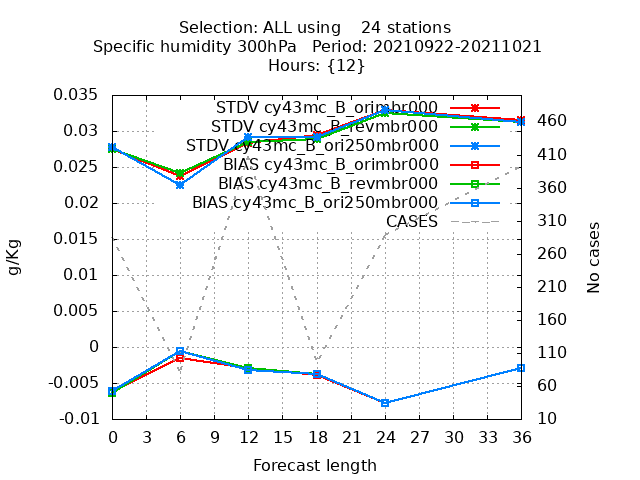 Selection: ALL using    24 stations
Specific humidity 300hPa   Period: 20210922-20211021
Hours: {12}
STDV cy43mc_B_orimbr000
STDV cy43mc_B_revmbr000
STDV cy43mc_B_ori250mbr000
BIAS cy43mc_B_orimbr000
BIAS cy43mc_B_revmbr000
BIAS cy43mc_B_ori250mbr000
CASES
0.035
0.03
0.025
0.02
0.015
0.01
0.005
0
-0.005
-0.01
g/Kg
460
410
360
310
260
210
160
110
60
10
No cases
0 3 6 9 12 15 18 21 24 27 30 33 36
Forecast length